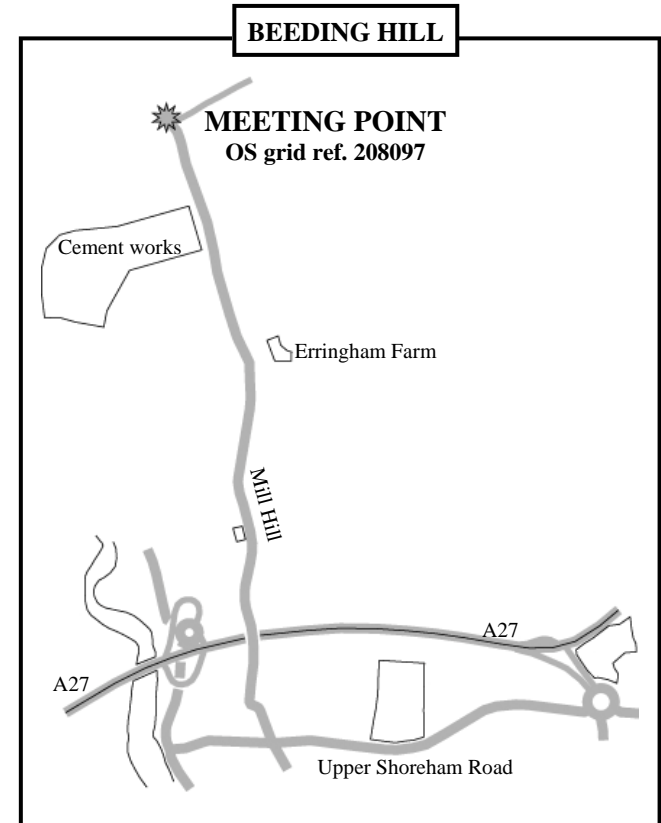 BEEDING HILL
MEETING POINT
OS grid ref. 208097
Cement works
Erringham Farm
Mill Hill
A27
A27
Upper Shoreham Road